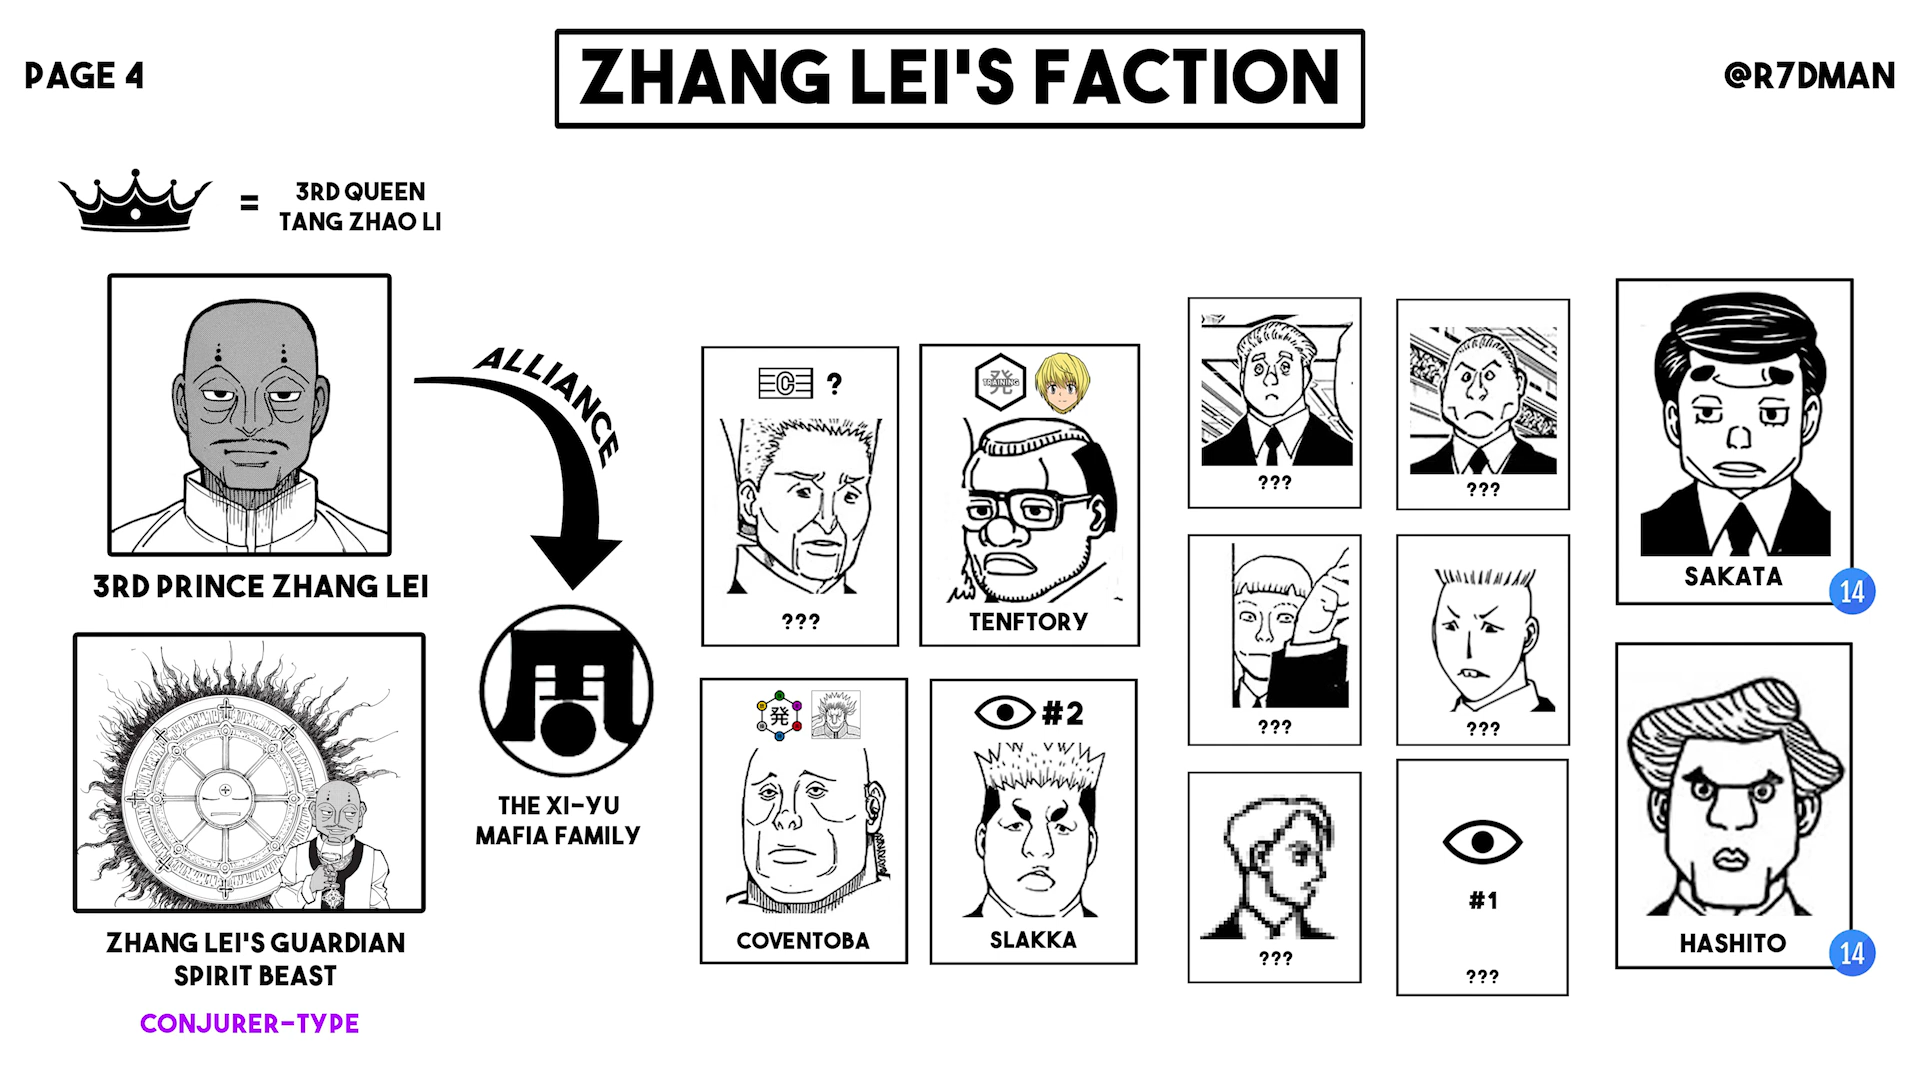 PAGE 4
ZHANG LEI'S FACTION
@R7DMAN
=
3RD QUEEN
TANG ZHAO LI
3RD PRINCE ZHANG LEI
ZHANG LEI'S GUARDIAN
SPIRIT BEAST
CONJURER-TYPE
ALLIANCE
THE XI-YU
MAFIA FAMILY
C ?
???
発
TRAINING
TENFTORY
発
COVENTOBA
#2
SLAKKA
???
???
???
???
???
#1
???
SAKATA
14
HASHITO
14